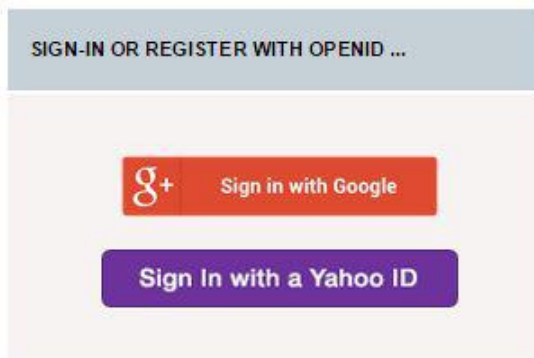 SIGN-IN OR REGISTER WITH OPENID ...
g+ Sign in with Google
Sign In with a Yahoo ID